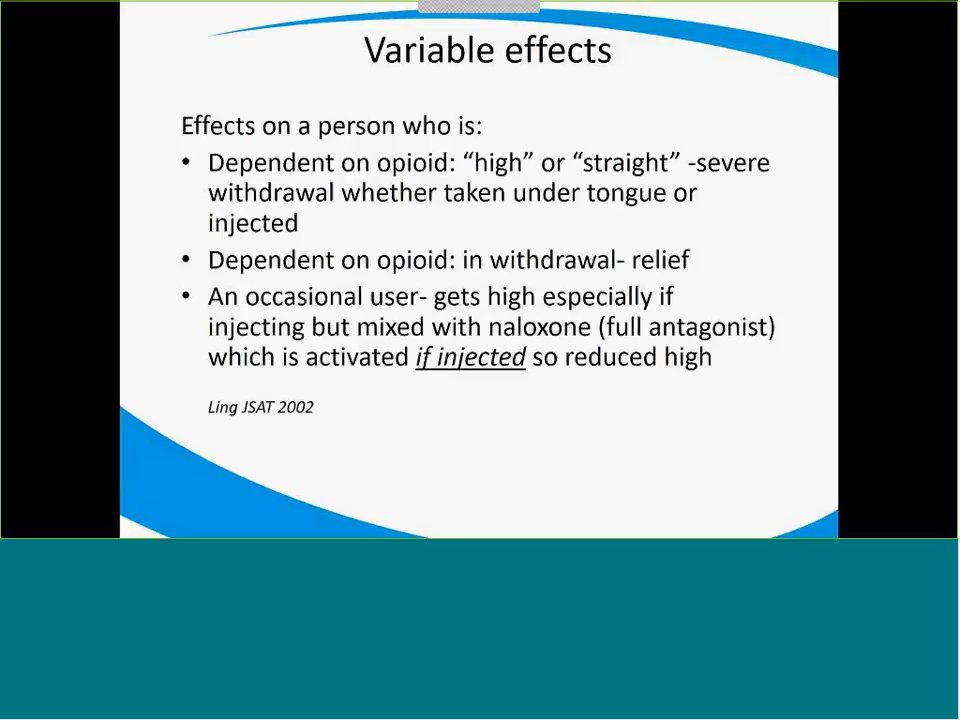 Variable effects
Effects on a person who is:
• Dependent on opioid: “high” or “straight” -severe
withdrawal whether taken under tongue or
injected
• Dependent on opioid: in withdrawal- relief
• An occasional user- gets high especially if
injecting but mixed with naloxone (full antagonist)
which is activated if injected so reduced high
Ling JSAT 2002